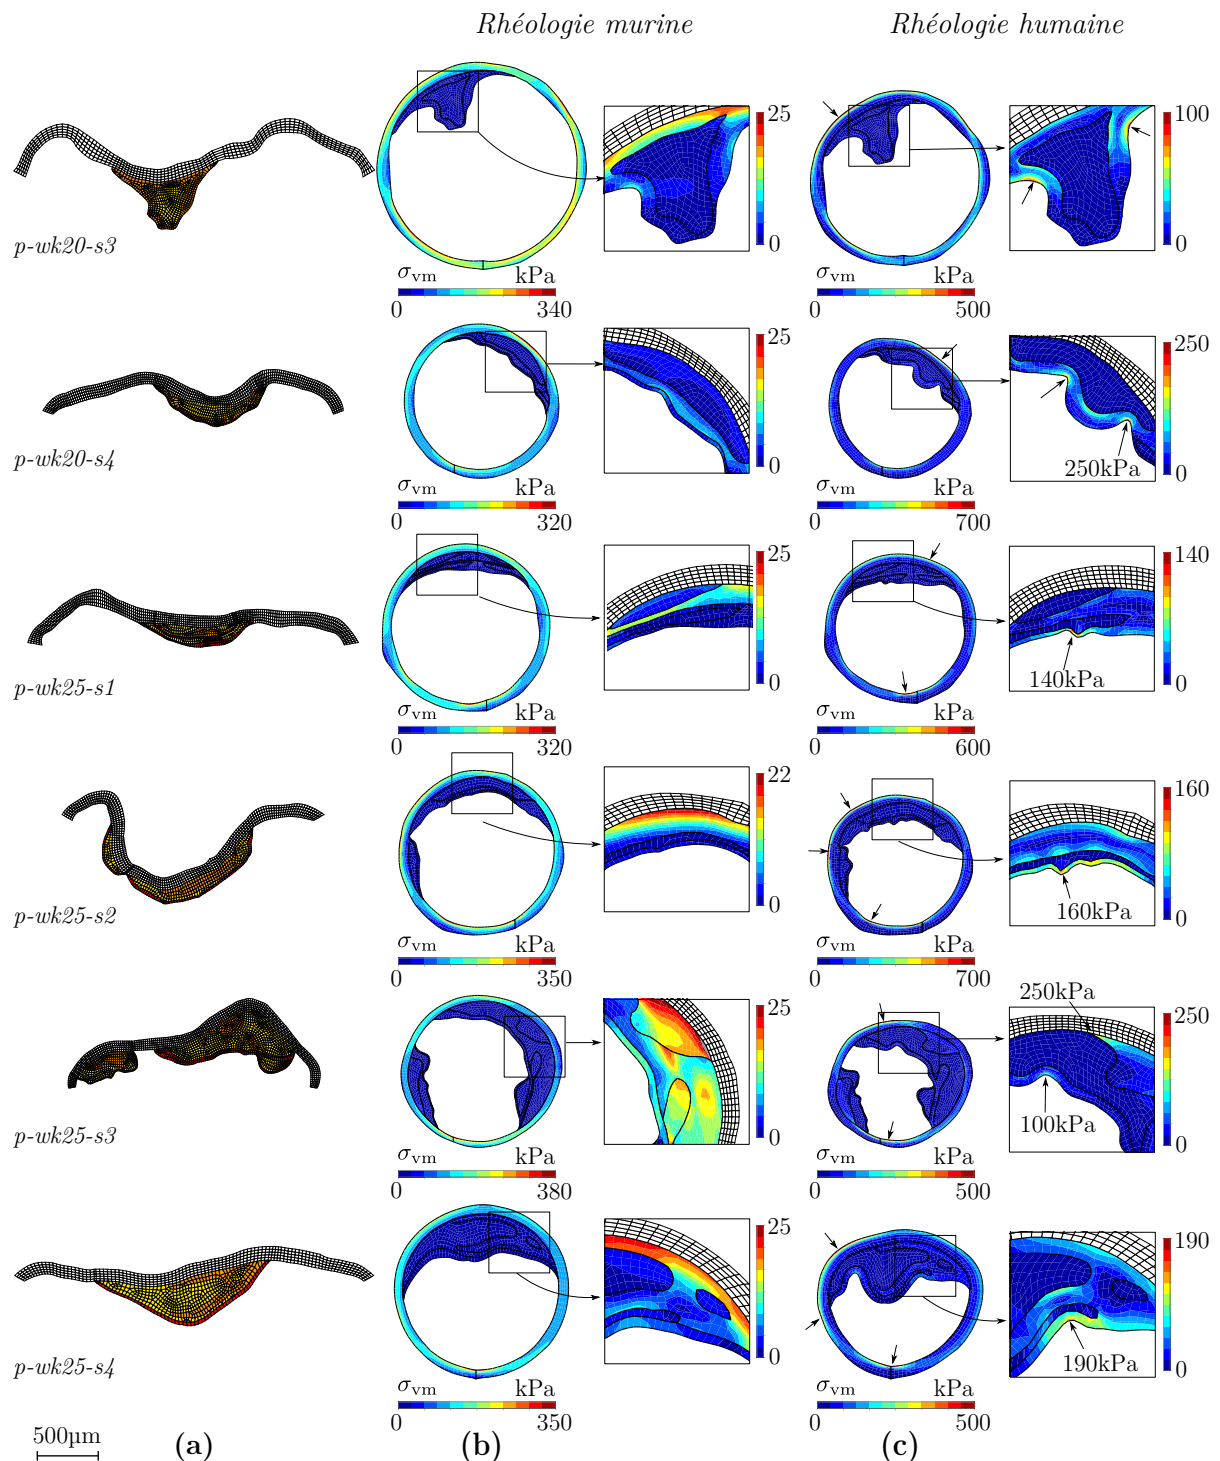 Rhéologie murine Rhéologie humaine
25 100
p-wk20-s3 0 0
σvm kPa σvm kPa
0 340 0 500
25 250
p-wk20-s4 0 250kPa 0
σvm kPa σvm kPa
0 320 0 700
25 140
p-wk25-s1 0 140kPa 0
σvm kPa σvm kPa
0 320 0 600
22 160
p-wk25-s2 0 160kPa 0
σvm kPa σvm kPa
0 350 0 700
250kPa
25 250
p-wk25-s3 0 100kPa 0
σvm kPa σvm kPa
0 380 0 500
25 190
p-wk25-s4 0 190kPa 0
σvm kPa σvm kPa
0 350 0 500
500µm (a) (b) (c)